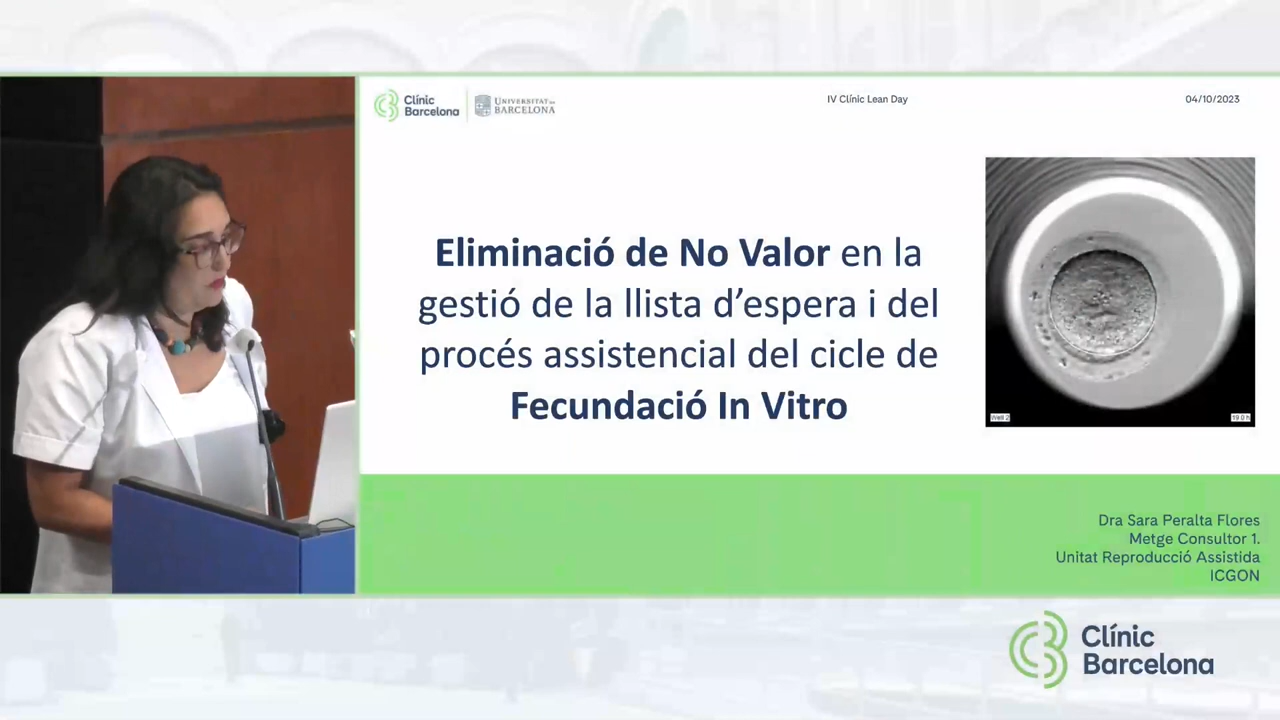 Clínic
Barcelona
UNIVERSITAT DE
BARCELONA
IV Clínic Lean Day
04/10/2023
Eliminació de No Valor en la
gestió de la llista d’espera i del
procés assistencial del cicle de
Fecundació In Vitro
19.0 h
Dra Sara Peralta Flores
Metge Consultor 1.
Unitat Reproducció Assistida
ICGON
Clínic
Barcelona